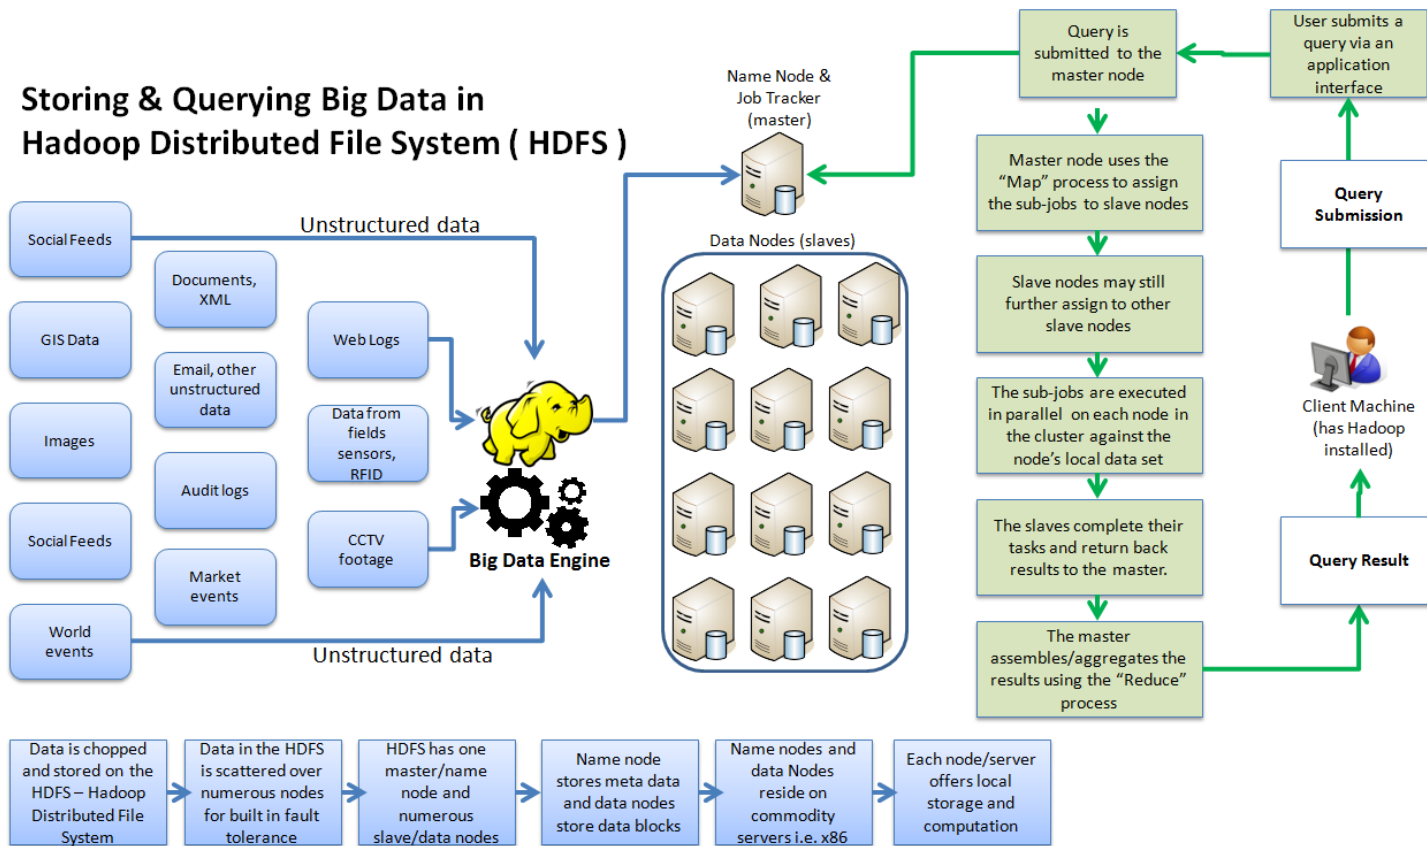 Storing & Querying Big Data in
Hadoop Distributed File System ( HDFS )
Name Node &
Job Tracker
(master)
Query is
submitted to the
master node
User submits a
query via an
application
interface
Master node uses the
“Map” process to assign
the sub-jobs to slave nodes
Query
Submission
Social Feeds
Unstructured data
Data Nodes (slaves)
Documents,
XML
Slave nodes may still
further assign to other
slave nodes
GIS Data
Web Logs
Email, other
unstructured
data
The sub-jobs are executed
in parallel on each node in
the cluster against the
node’s local data set
Client Machine
(has Hadoop
installed)
Images
Data from
fields
sensors,
RFID
Audit logs
The slaves complete their
tasks and return back
results to the master.
Query Result
Social Feeds
CCTV
footage
Big Data Engine
Market
events
World
events
Unstructured data
The master
assembles/aggregates the
results using the “Reduce”
process
Data is chopped
and stored on the
HDFS – Hadoop
Distributed File
System
Data in the HDFS
is scattered over
numerous nodes
for built in fault
tolerance
HDFS has one
master/name
node and
numerous
slave/data nodes
Name node
stores meta data
and data nodes
store data blocks
Name nodes and
data Nodes
reside on
commodity
servers i.e. x86
Each node/server
offers local
storage and
computation